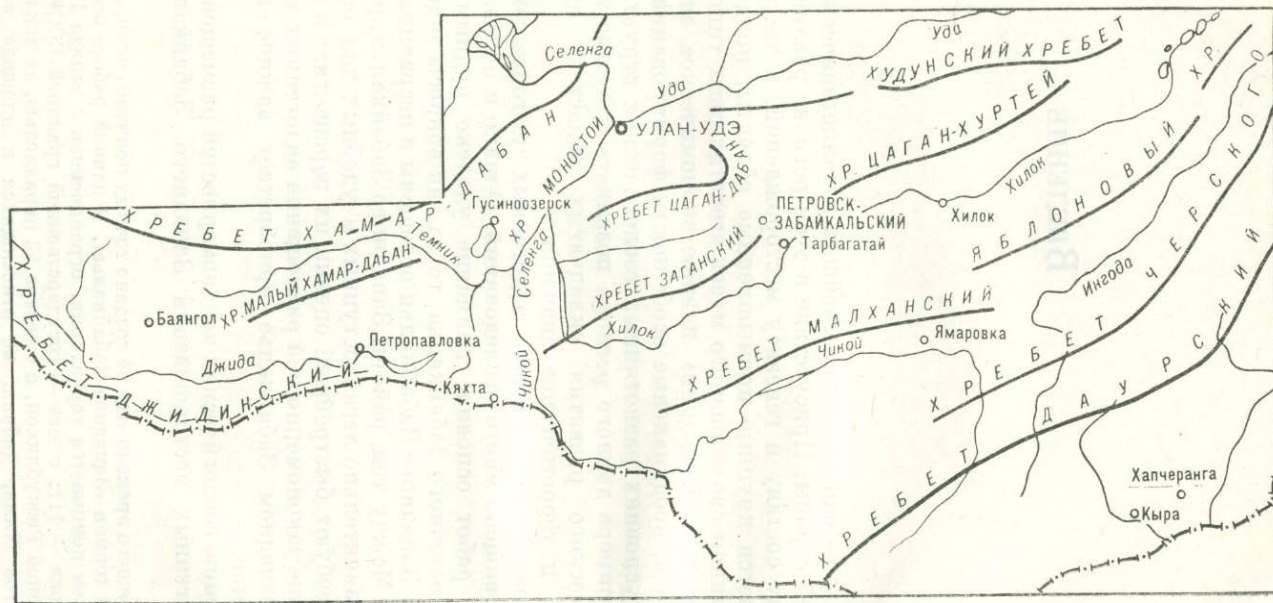 Селенга
Уда
Уда
ХУДУНСКИЙ ХРЕБЕТ
УЛАН-УДЭ
ХР. ЦАГАН-ХУРТЕЙ
ХРЕБЕТ ХАМАР-ДАБАН
Гусиноозерск
ХР. МОНОСТОЙ
ХРЕБЕТ ЦАГАН-ДАБАН
ПЕТРОВСК-
ЗАБАЙКАЛЬСКИЙ
Тарбагатай
Хилок
Хилок
ЯБЛОНОВЫЙ ХР.
Темник
ХР. МАЛЫЙ ХАМАР-ДАБАН
Селенга
ХРЕБЕТ ЗАГАНСКИЙ
Хилок
Ингода
ХРЕБЕТ ЧЕРСКОГО
Баянгол
Петропавловка
Джида
ХРЕБЕТ ДЖИДИНСКИЙ
Кяхта
Чикой
ХРЕБЕТ МАЛХАНСКИЙ
Чикой
Ямаровка
ХРЕБЕТ ДАУРСКИЙ
Хапчеранга
Кыра